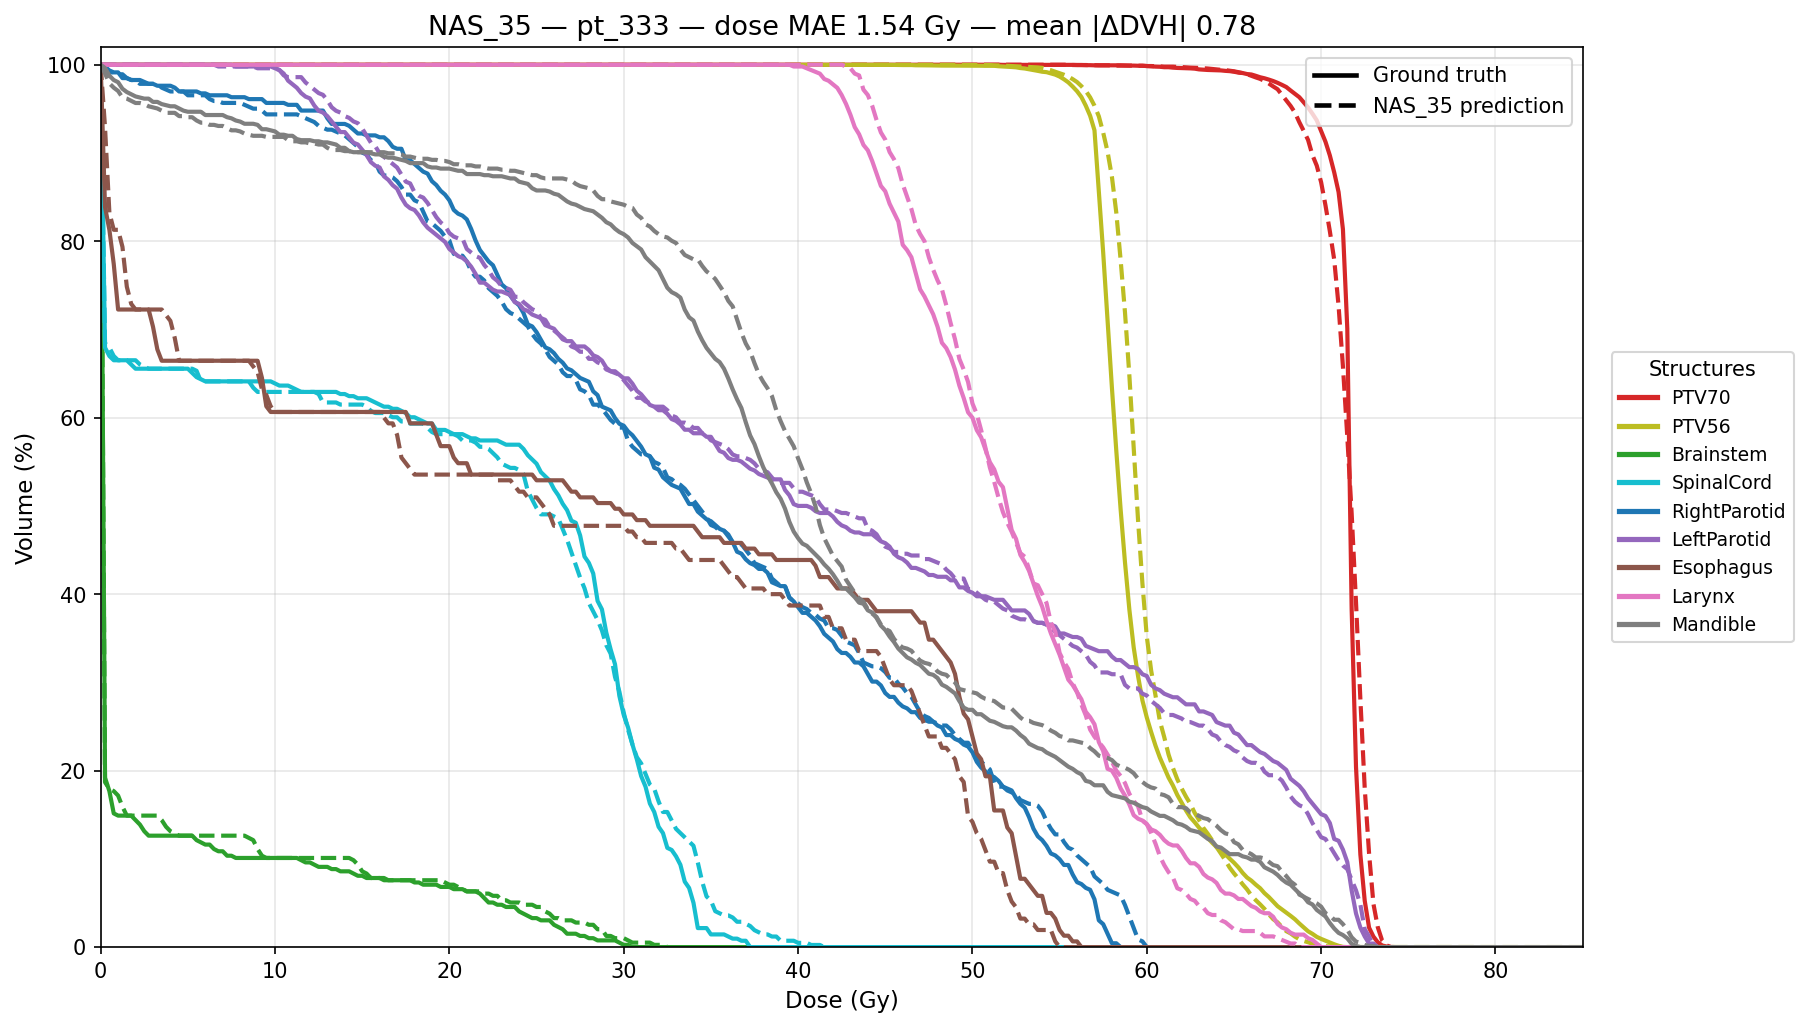 NAS_35 — pt_333 — dose MAE 1.54 Gy — mean |ΔDVH| 0.78
Ground truth
NAS_35 prediction
Volume (%)
100
80
60
40
20
0
0 10 20 30 40 50 60 70 80
Dose (Gy)
Structures
PTV70
PTV56
Brainstem
SpinalCord
RightParotid
LeftParotid
Esophagus
Larynx
Mandible